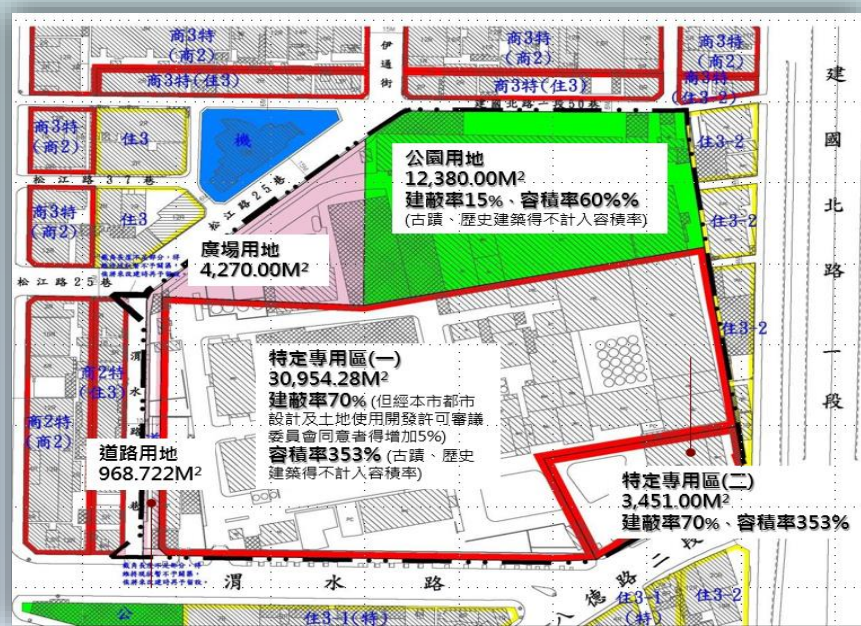 商3特
(商2)
伊通街
商3特
(商2)
商3特
(商2)
建國北路一段
商3特(住3)
商3特(住3)
商3特
(住3-2)
建國北路一段50巷
商3特
(商2)
住3
機
住3-2
松江路37巷
松江路25巷
公園用地
12,380.00M²
建蔽率15%、容積率60%%
(古蹟、歷史建築得不計入容積率)
商3特
(商2)
住3
住3-2
廣場用地
4,270.00M²
松江路25巷
住3-2
商2特
(住3)
渭水路
巷
特定專用區(一)
30,954.28M²
建蔽率70% (但經本市都市
設計及土地使用開發許可審議
委員會同意者得增加5%)
容積率353% (古蹟、歷史
建築得不計入容積率)
商2特
(商2)
道路用地
968.722M²
特定專用區(二)
3,451.00M²
建蔽率70%、容積率353%
渭水路
八德路二段
住3-1
(特)
住3-2
公
住3-1(特)